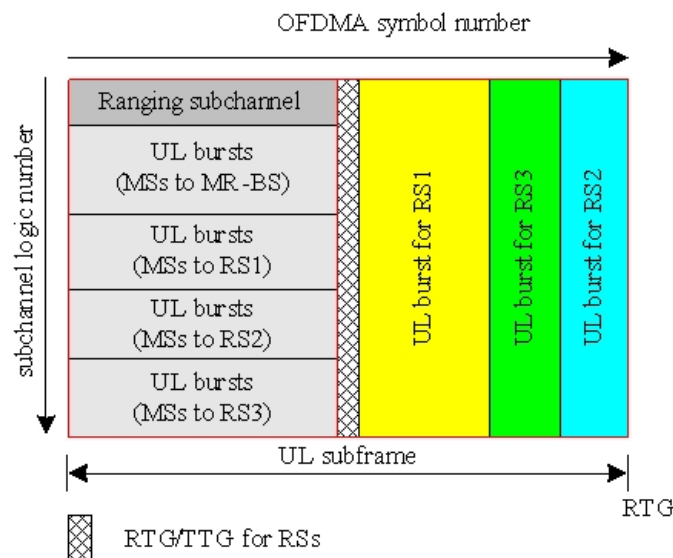 OFDMA symbol number
subchannel logic number
Ranging subchannel
UL bursts
(MSs to MR-BS)
UL bursts
(MSs to RS1)
UL bursts
(MSs to RS2)
UL bursts
(MSs to RS3)
UL burst for RS1
UL burst for RS3
UL burst for RS2
UL subframe
RTG
RTG/TTG for RSs